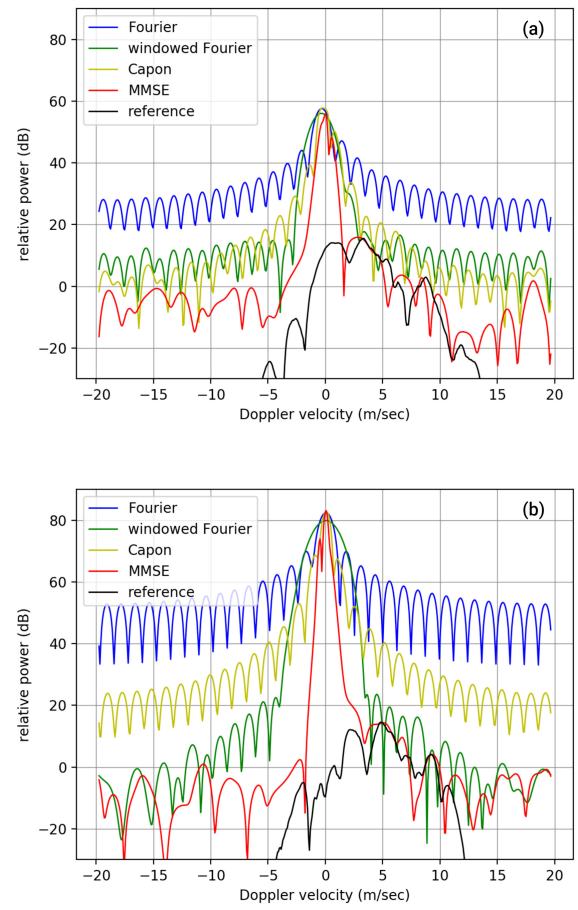 (a)
Fourier
windowed Fourier
Capon
MMSE
reference
80
60
40
20
0
−20
relative power (dB)
−20 −15 −10 −5 0 5 10 15 20
Doppler velocity (m/sec)
(b)
Fourier
windowed Fourier
Capon
MMSE
reference
80
60
40
20
0
−20
relative power (dB)
−20 −15 −10 −5 0 5 10 15 20
Doppler velocity (m/sec)